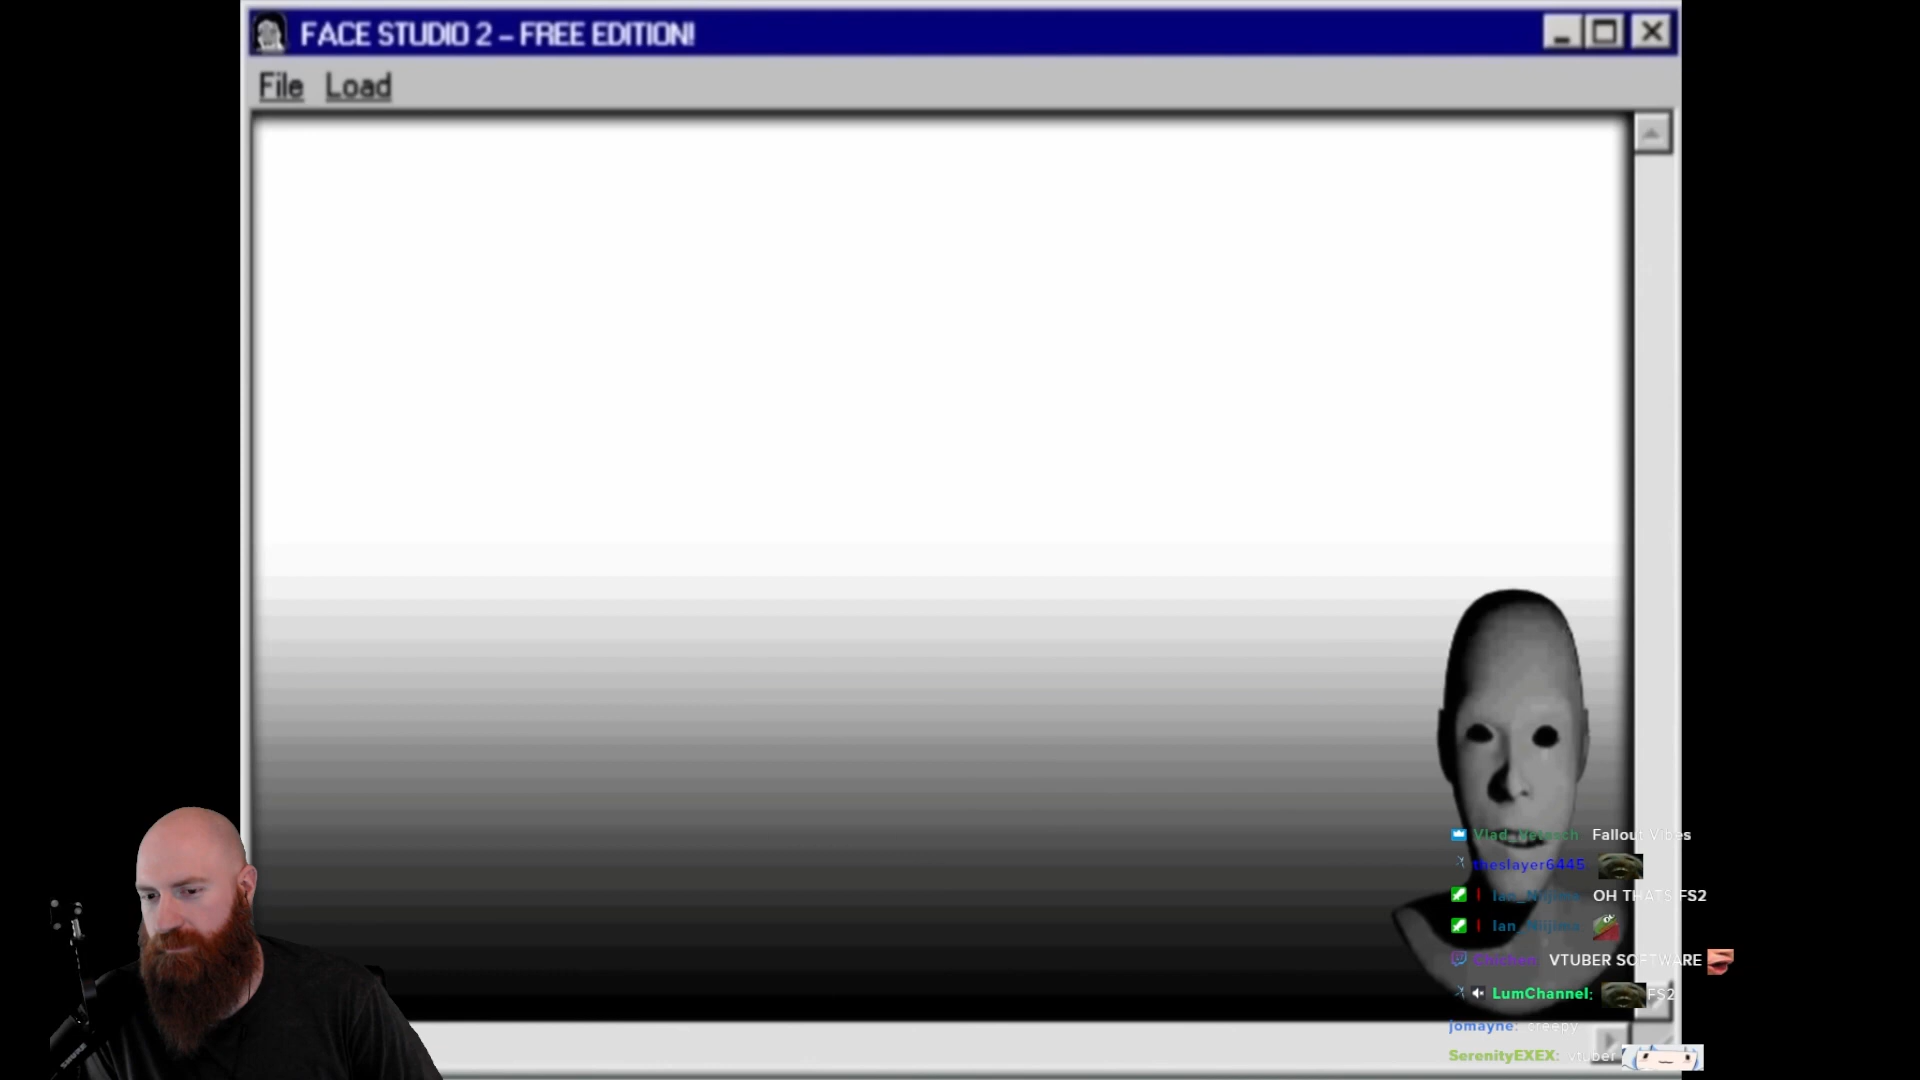 FACE STUDIO 2 – FREE EDITION!
File Load
Fallout Vibes
theslayer6445:
OH THATS FS2
VTUBER SOFTWARE
LumChannel: FS2
jomayne: creepy
SerenityEXEX: vtuber